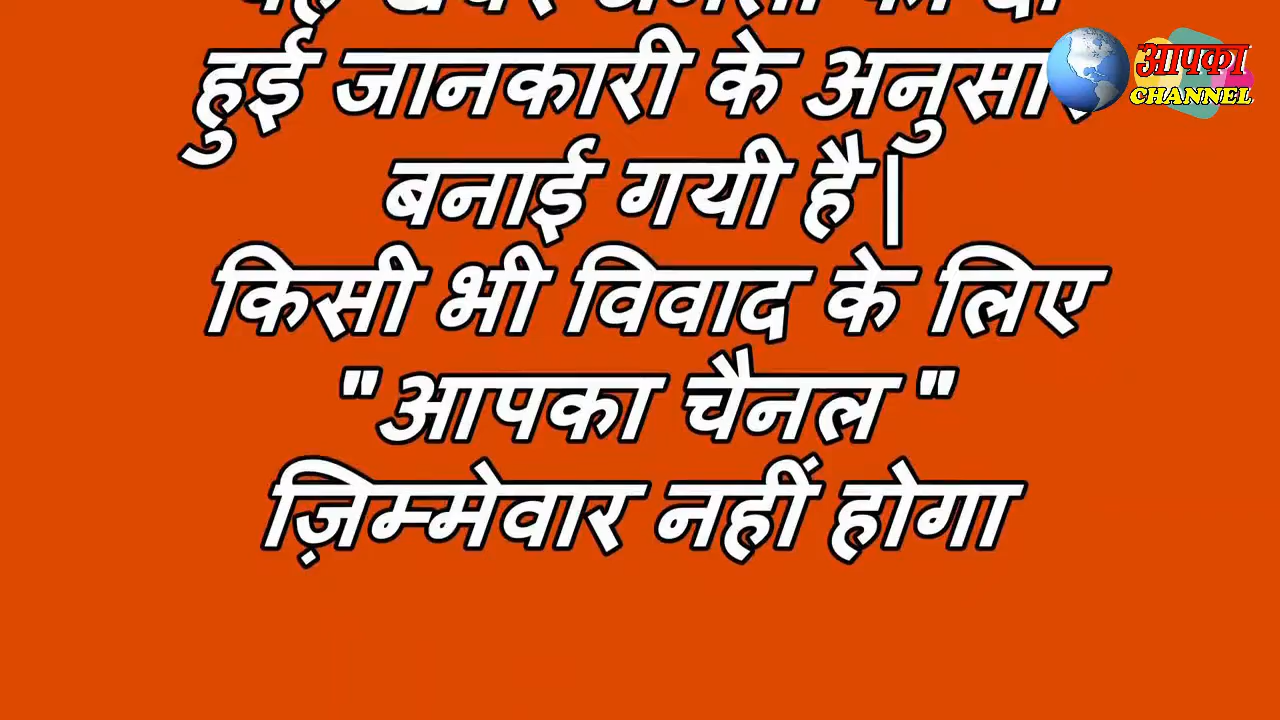 हुई जानकारी के अनुसार
बनाई गयी है|
किसी भी विवाद के लिए
"आपका चैनल "
ज़िम्मेवार नहीं होगा
आपका
CHANNEL